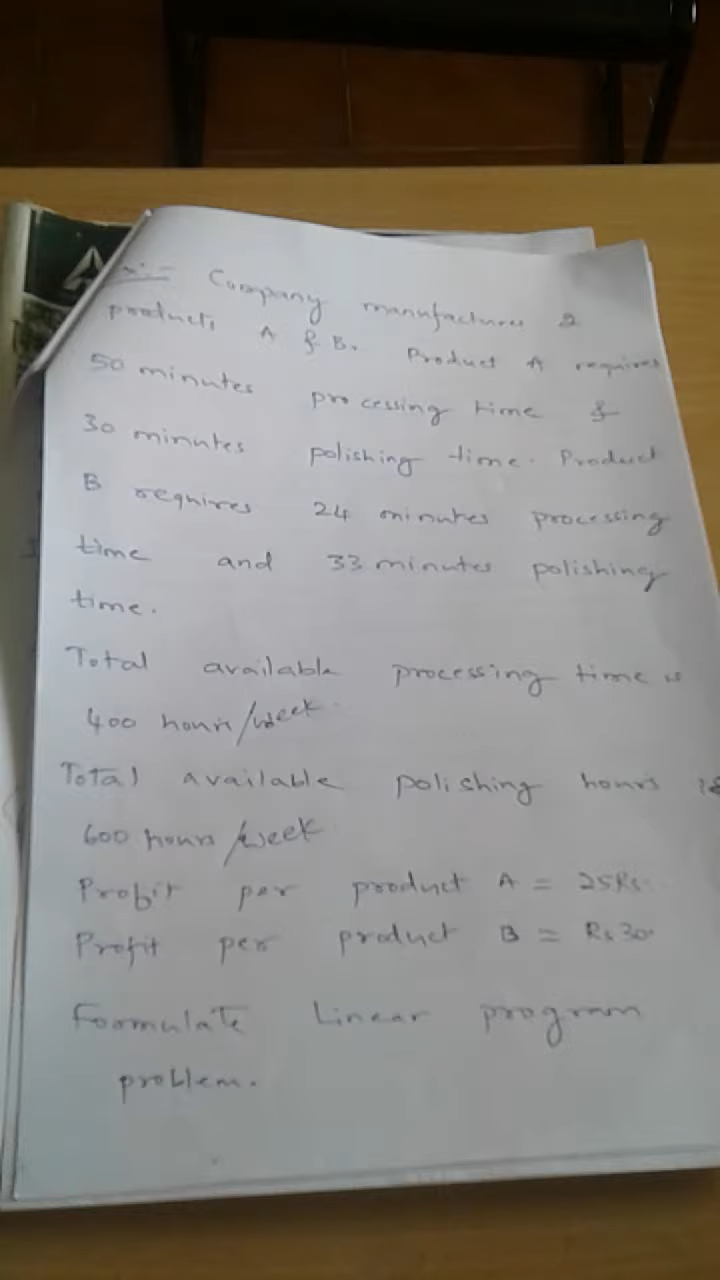 Company manufactures 2
products A & B. Product A requires
50 minutes processing time &
30 minutes polishing time. Product
B requires 24 minutes processing
time and 33 minutes polishing
time.
Total available processing time is
400 hours/week.
Total available polishing hours is
600 hours/week
Profit per product A = 25Rs.
Profit per product B = Rs30.
Formulate Linear program
problem.